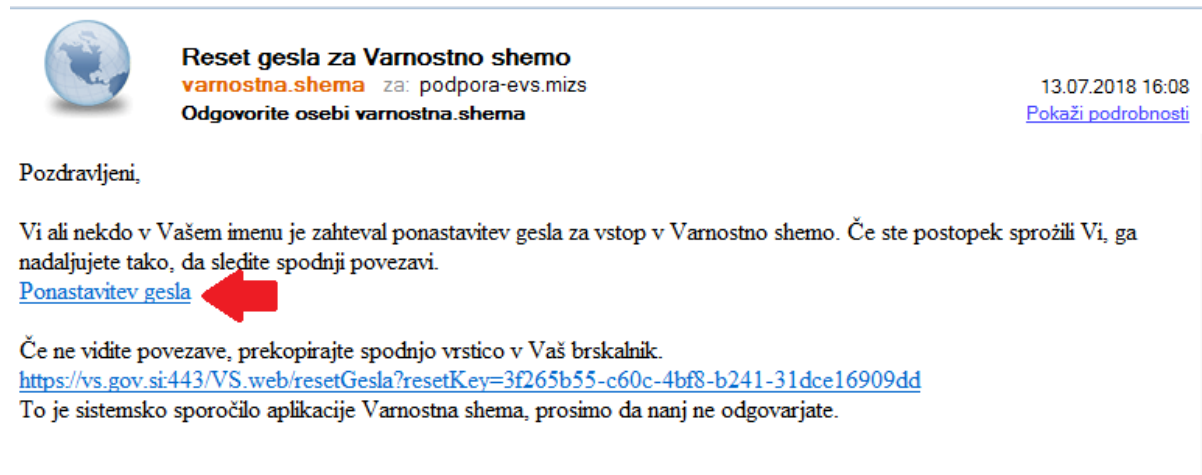 Reset gesla za Varnostno shemo
varnostna.shema za: podpora-evs.mizs
13.07.2018 16:08
Odgovorite osebi varnostna.shema
Pokaži podrobnosti
Pozdravljeni,
Vi ali nekdo v Vašem imenu je zahteval ponastavitev gesla za vstop v Varnostno shemo. Če ste postopek sprožili Vi, ga
nadaljujete tako, da sledite spodnji povezavi.
Ponastavitev gesla
Če ne vidite povezave, prekopirajte spodnjo vrstico v Vaš brskalnik.
https://vs.gov.si:443/VS.web/resetGesla?resetKey=3f265b55-c60c-4bf8-b241-31dce16909dd
To je sistemsko sporočilo aplikacije Varnostna shema, prosimo da nanj ne odgovarjate.